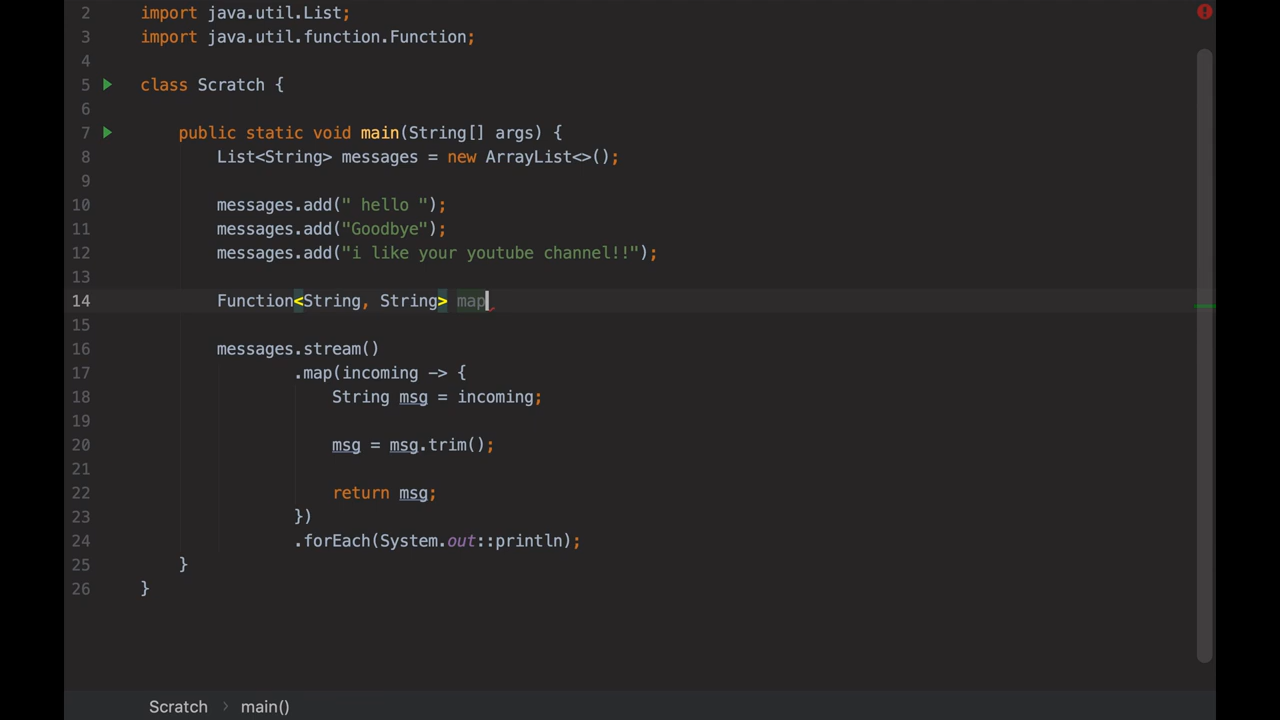 2 import java.util.List;
3 import java.util.function.Function;
4
5 class Scratch {
6
7 public static void main(String[] args) {
8 List<String> messages = new ArrayList<>();
9
10 messages.add(" hello ");
11 messages.add("Goodbye");
12 messages.add("i like your youtube channel!!");
13
14 Function<String, String> map
15
16 messages.stream()
17 .map(incoming -> {
18 String msg = incoming;
19
20 msg = msg.trim();
21
22 return msg;
23 })
24 .forEach(System.out::println);
25 }
26 }
Scratch > main()